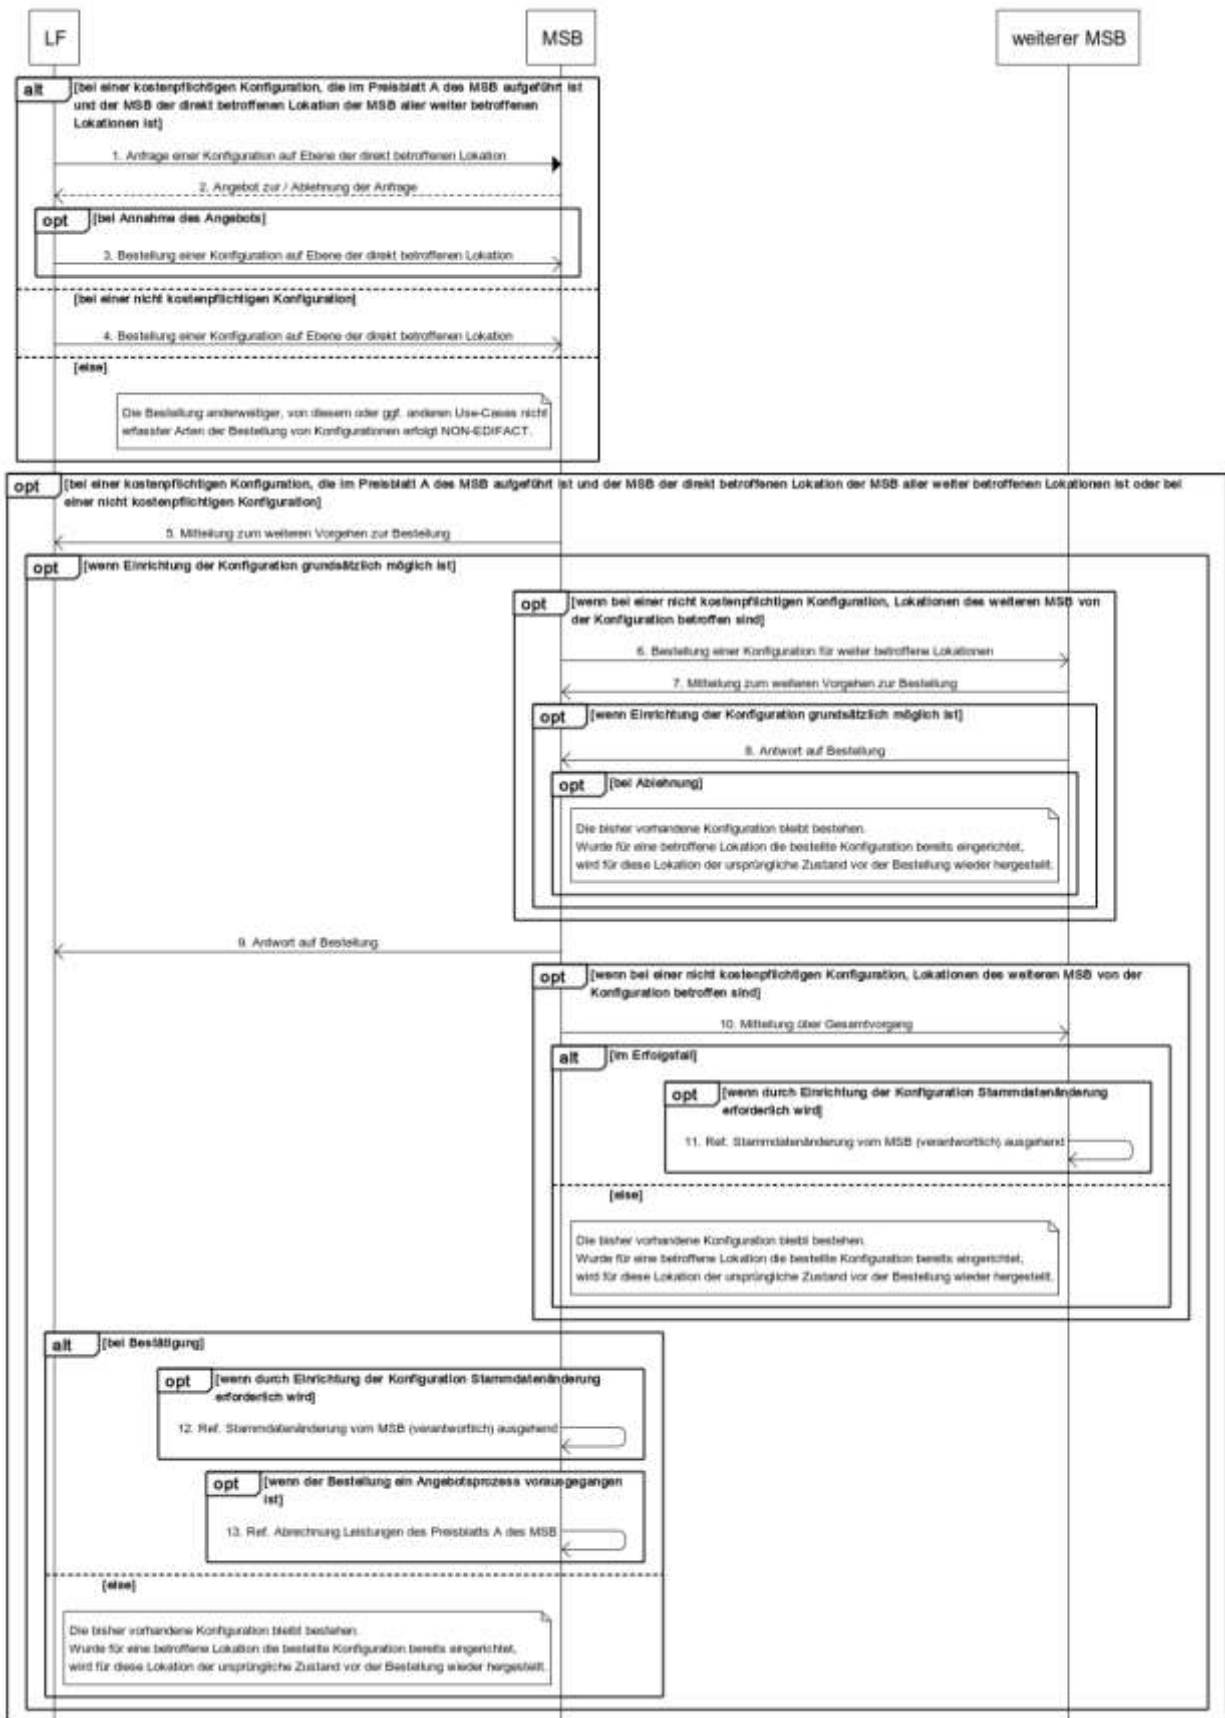 LF
MSB
weiterer MSB
alt
[bei einer kostenpflichtigen Konfiguration, die im Preisblatt A des MSB aufgeführt ist
und der MSB der direkt betroffenen Lokation der MSB aller weiter betroffenen
Lokationen ist]
1. Anfrage einer Konfiguration auf Ebene der direkt betroffenen Lokation
2. Angebot zur / Ablehnung der Anfrage
opt
[bei Annahme des Angebots]
3. Bestellung einer Konfiguration auf Ebene der direkt betroffenen Lokation
[bei einer nicht kostenpflichtigen Konfiguration]
4. Bestellung einer Konfiguration auf Ebene der direkt betroffenen Lokation
[else]
Die Bestellung anderweitiger, von diesem oder ggf. anderen Use-Cases nicht
erfasster Arten der Bestellung von Konfigurationen erfolgt NON-EDIFACT.
opt
[bei einer kostenpflichtigen Konfiguration, die im Preisblatt A des MSB aufgeführt ist und der MSB der direkt betroffenen Lokation der MSB aller weiter betroffenen Lokationen ist oder bei
einer nicht kostenpflichtigen Konfiguration]
5. Mitteilung zum weiteren Vorgehen zur Bestellung
opt
[wenn Einrichtung der Konfiguration grundsätzlich möglich ist]
opt
[wenn bei einer nicht kostenpflichtigen Konfiguration, Lokationen des weiteren MSB von
der Konfiguration betroffen sind]
6. Bestellung einer Konfiguration für weiter betroffene Lokationen
7. Mitteilung zum weiteren Vorgehen zur Bestellung
opt
[wenn Einrichtung der Konfiguration grundsätzlich möglich ist]
8. Antwort auf Bestellung
opt
[bei Ablehnung]
Die bisher vorhandene Konfiguration bleibt bestehen.
Wurde für eine betroffene Lokation die bestellte Konfiguration bereits eingerichtet,
wird für diese Lokation der ursprüngliche Zustand vor der Bestellung wieder hergestellt.
9. Antwort auf Bestellung
opt
[wenn bei einer nicht kostenpflichtigen Konfiguration, Lokationen des weiteren MSB von der
Konfiguration betroffen sind]
10. Mitteilung über Gesamtvorgang
alt
[im Erfolgsfall]
opt
[wenn durch Einrichtung der Konfiguration Stammdatenänderung
erforderlich wird]
11. Ref. Stammdatenänderung vom MSB (verantwortlich) ausgehend
[else]
Die bisher vorhandene Konfiguration bleibt bestehen.
Wurde für eine betroffene Lokation die bestellte Konfiguration bereits eingerichtet,
wird für diese Lokation der ursprüngliche Zustand vor der Bestellung wieder hergestellt.
alt
[bei Bestätigung]
opt
[wenn durch Einrichtung der Konfiguration Stammdatenänderung
erforderlich wird]
12. Ref. Stammdatenänderung vom MSB (verantwortlich) ausgehend
opt
[wenn der Bestellung ein Angebotsprozess vorausgegangen
ist]
13. Ref. Abrechnung Leistungen des Preisblatts A des MSB
[else]
Die bisher vorhandene Konfiguration bleibt bestehen.
Wurde für eine betroffene Lokation die bestellte Konfiguration bereits eingerichtet,
wird für diese Lokation der ursprüngliche Zustand vor der Bestellung wieder hergestellt.